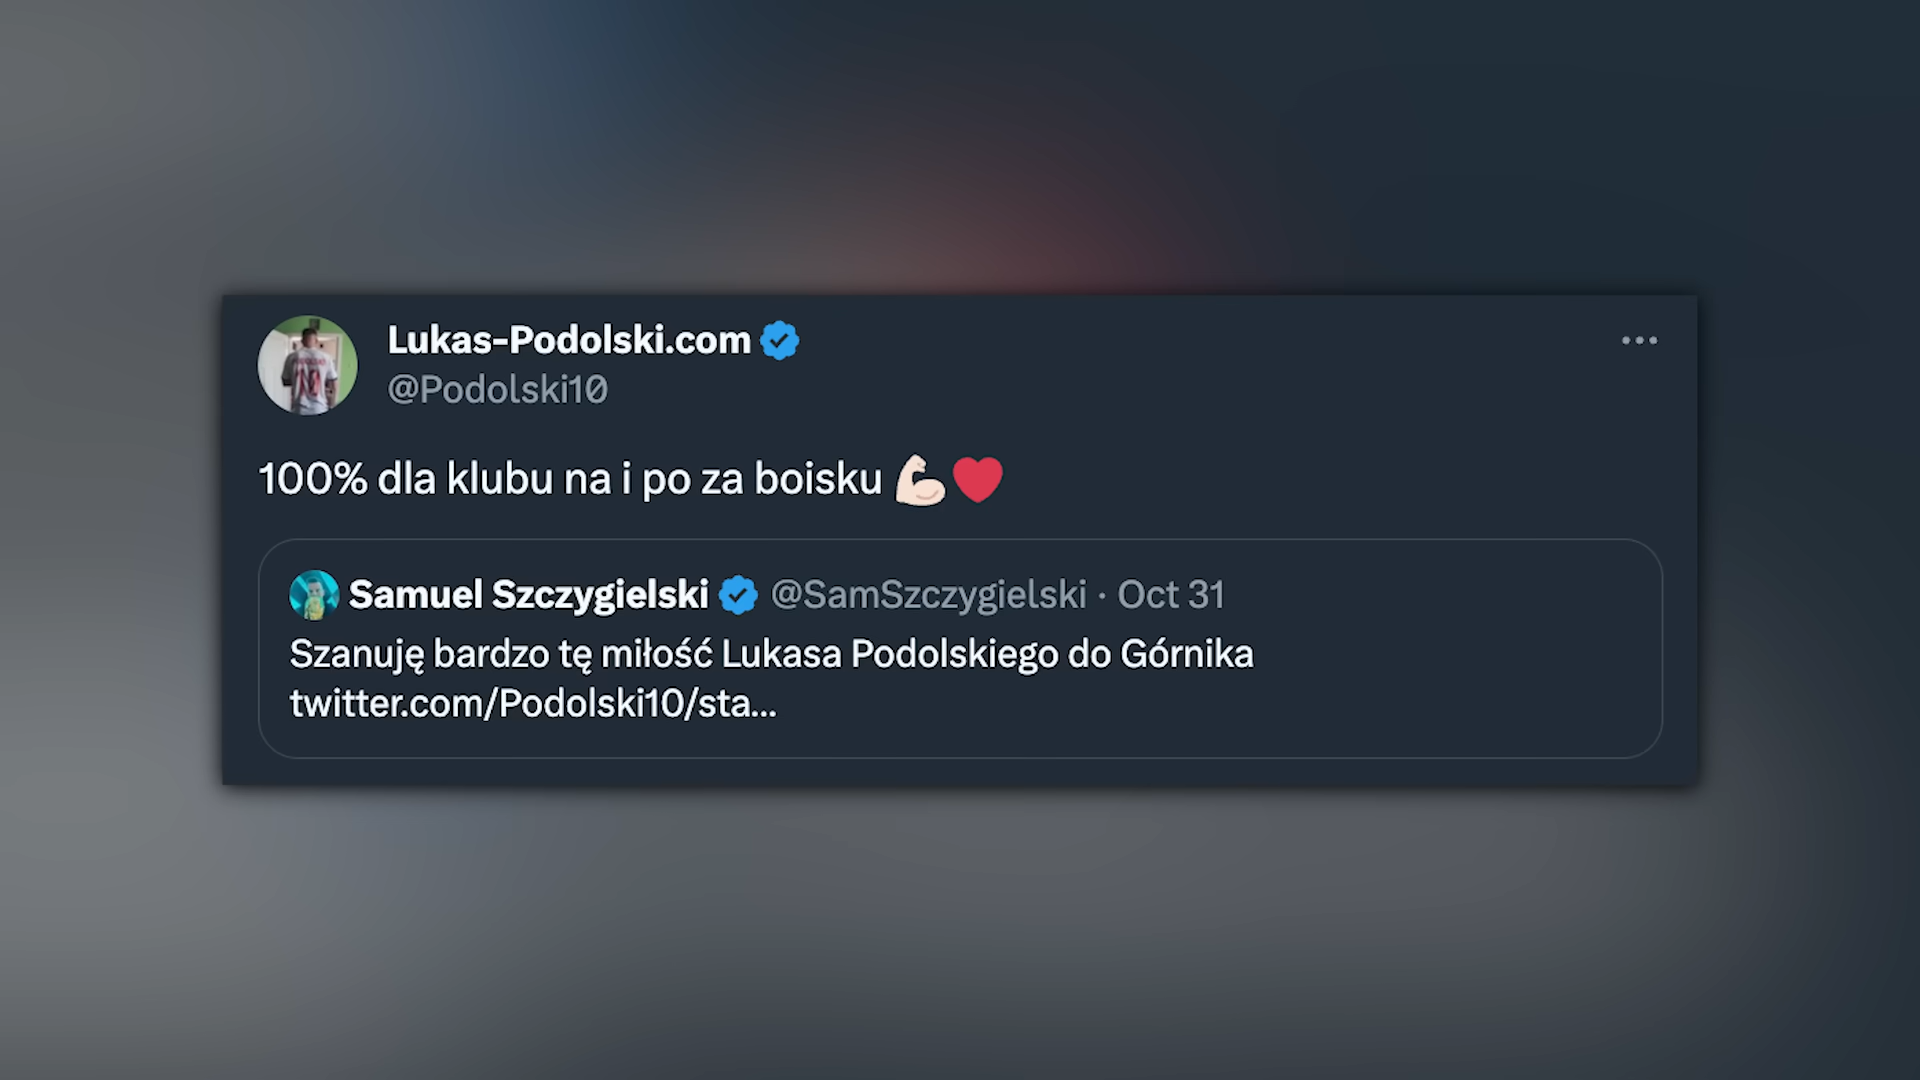 Lukas-Podolski.com
@Podolski10
100% dla klubu na i po za boisku 💪🏻❤️
Samuel Szczygielski @SamSzczygielski · Oct 31
Szanuję bardzo tę miłość Lukasa Podolskiego do Górnika
twitter.com/Podolski10/sta...